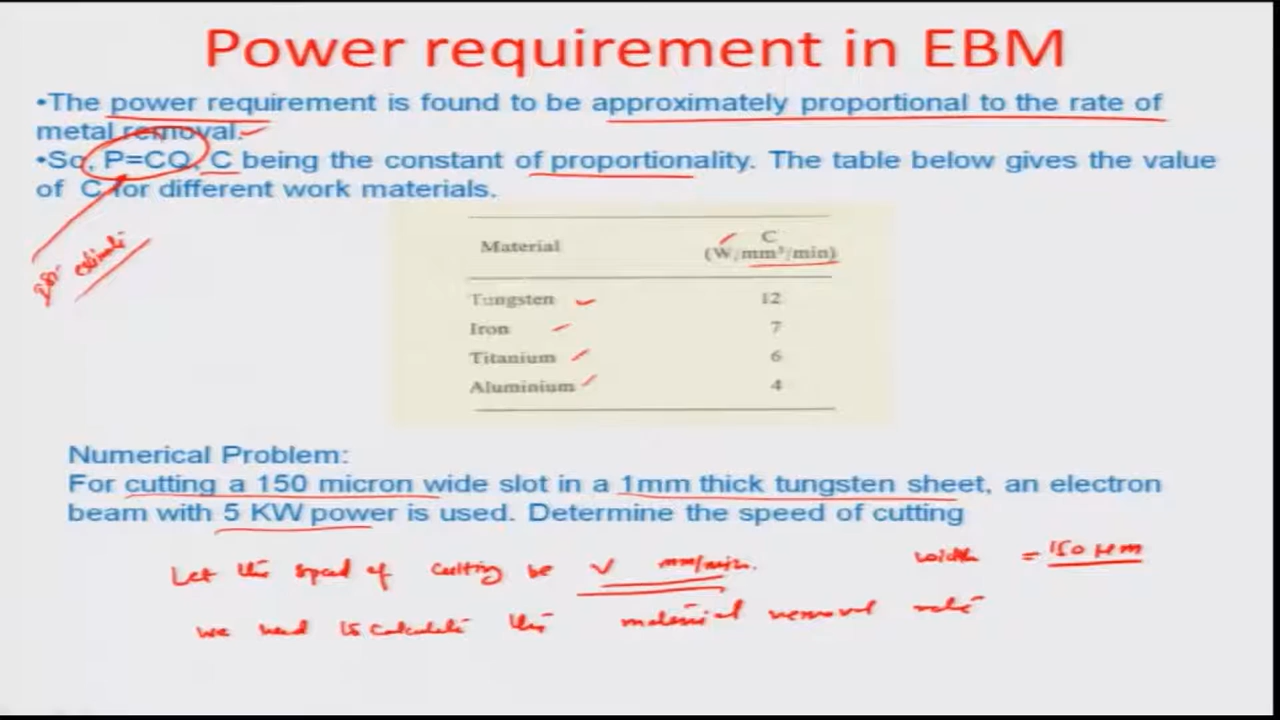 Power requirement in EBM
•The power requirement is found to be approximately proportional to the rate of
metal removal.
•So, P=CQ, C being the constant of proportionality. The table below gives the value
of C for different work materials.
estimate
Material C
(W/mm³/min)
Tungsten 12
Iron 7
Titanium 6
Aluminium 4
Numerical Problem:
For cutting a 150 micron wide slot in a 1mm thick tungsten sheet, an electron
beam with 5 KW power is used. Determine the speed of cutting
Let the speed of cutting be V mm/min. width = 150 μm
we need to calculate the material removal rate